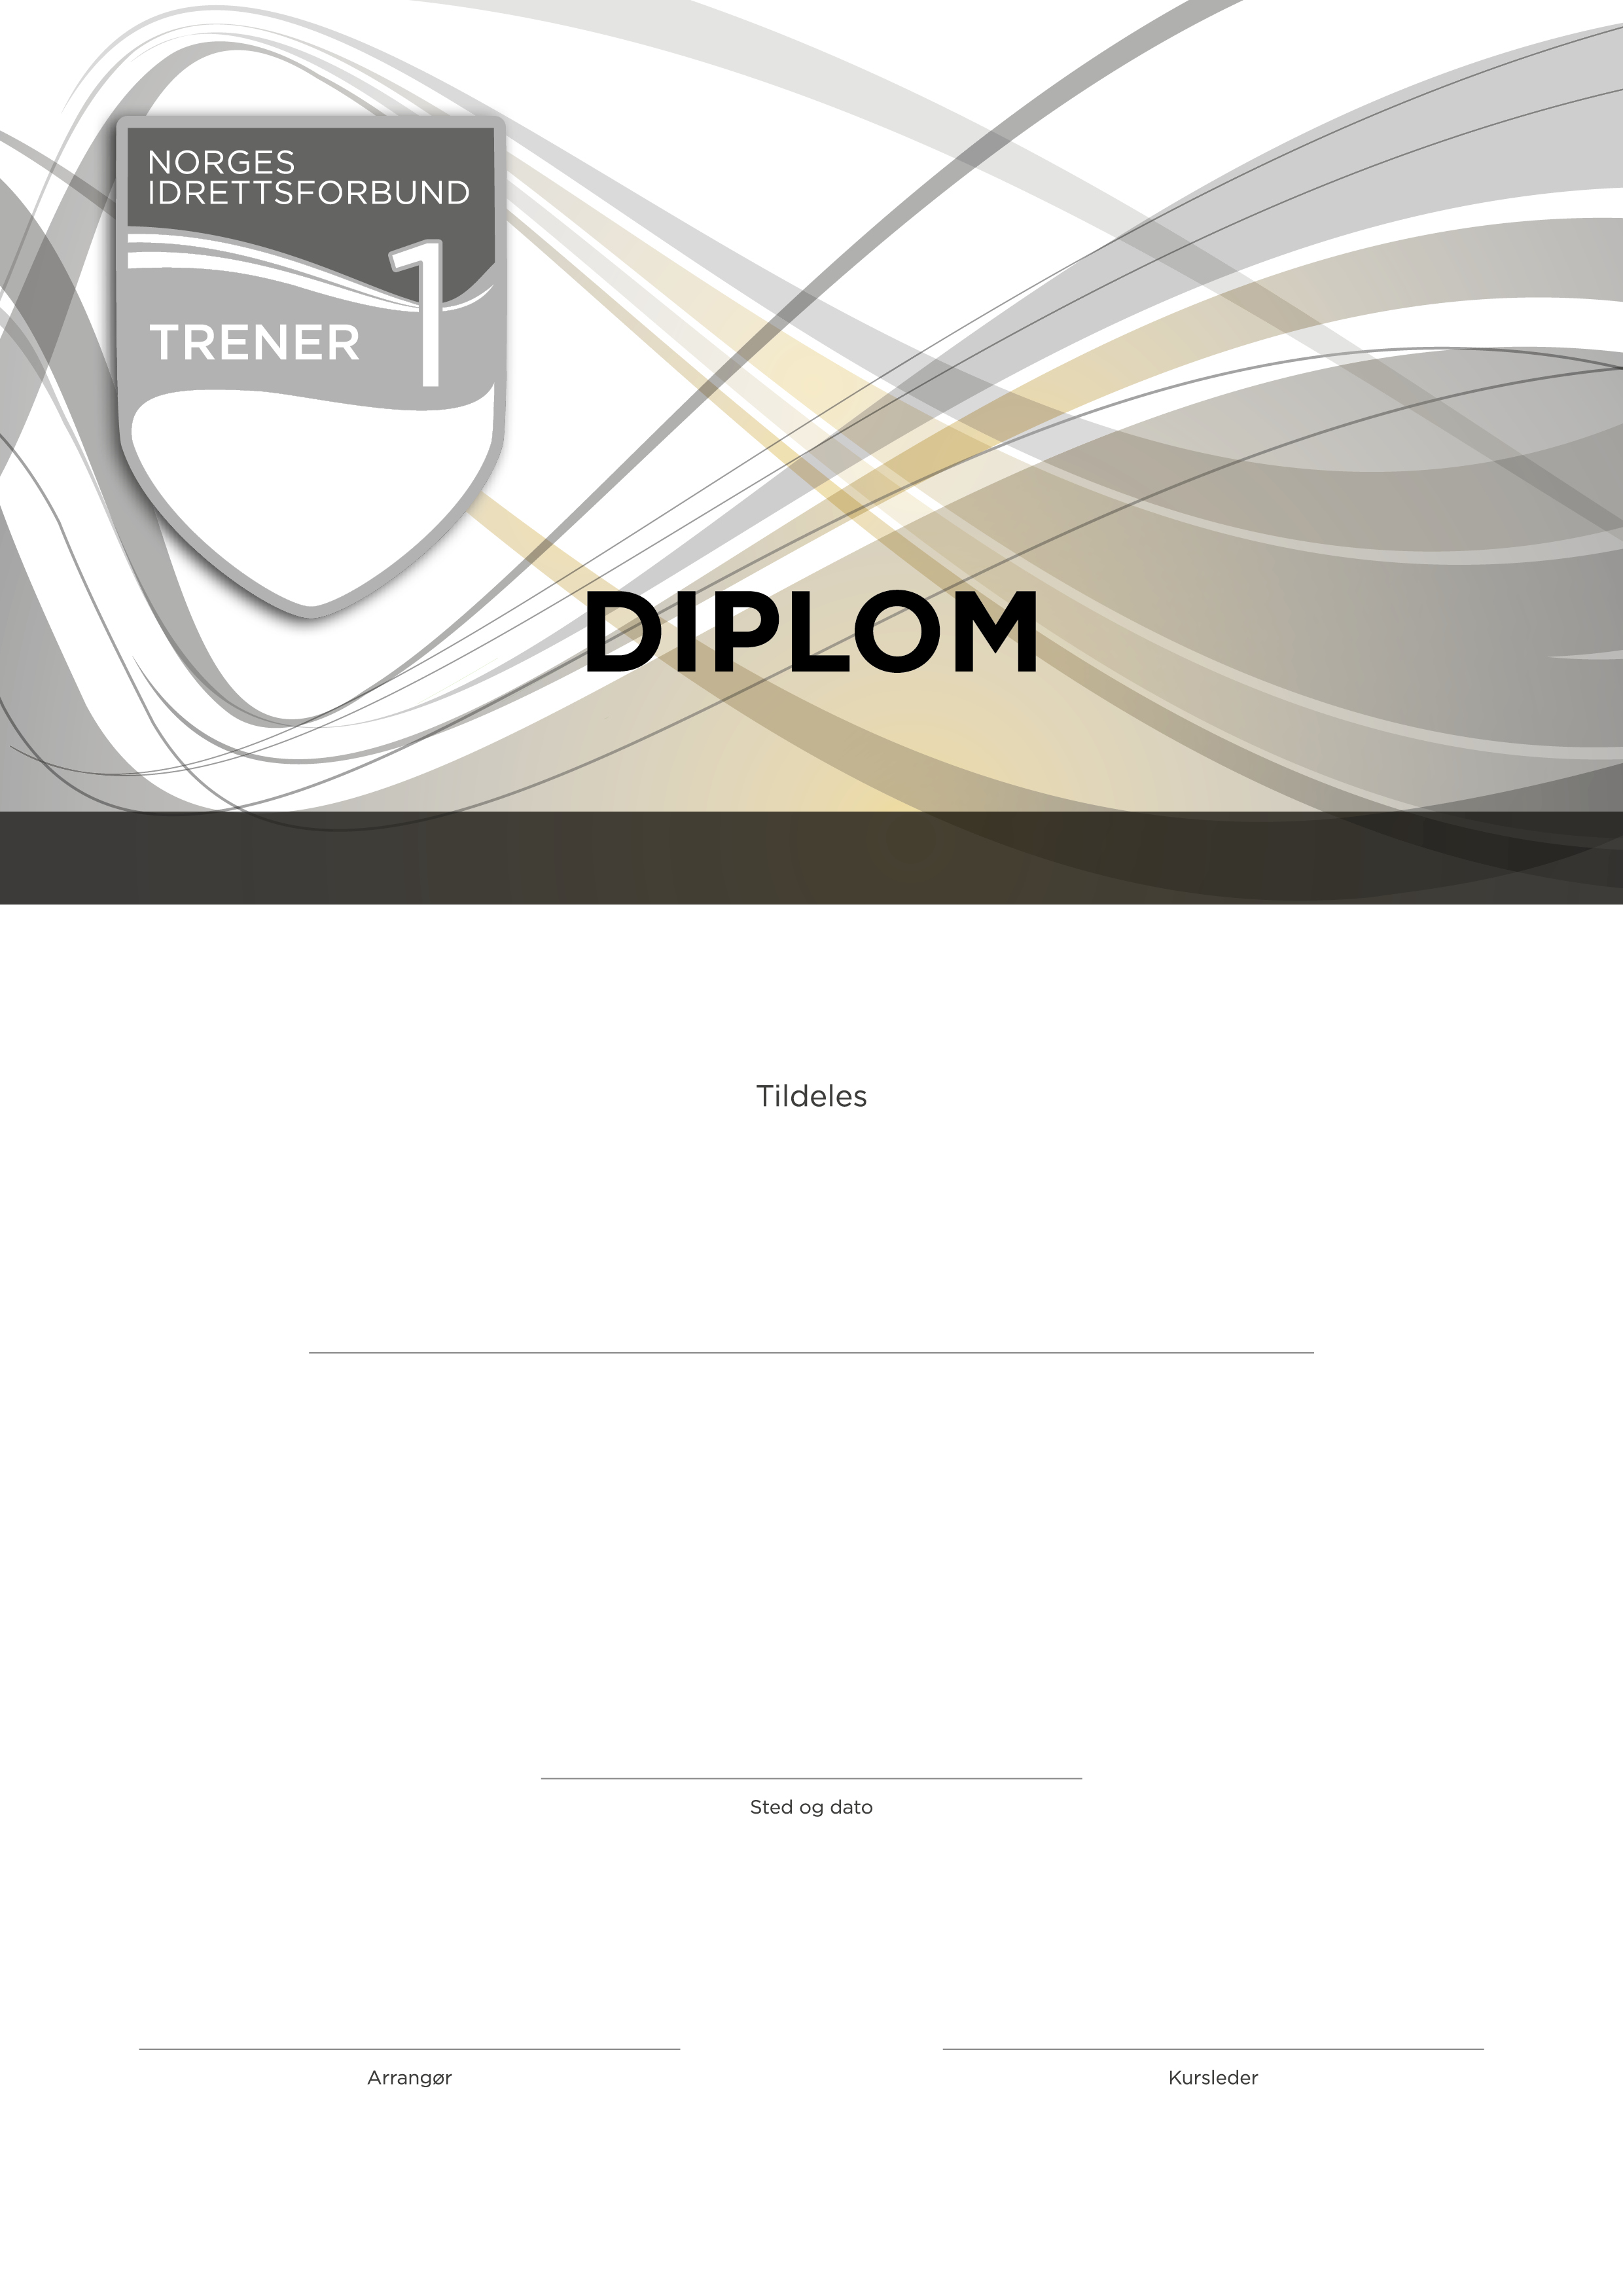 NORGES
IDRETTSFORBUND
TRENER 1
DIPLOM
Tildeles
Sted og dato
Arrangør
Kursleder